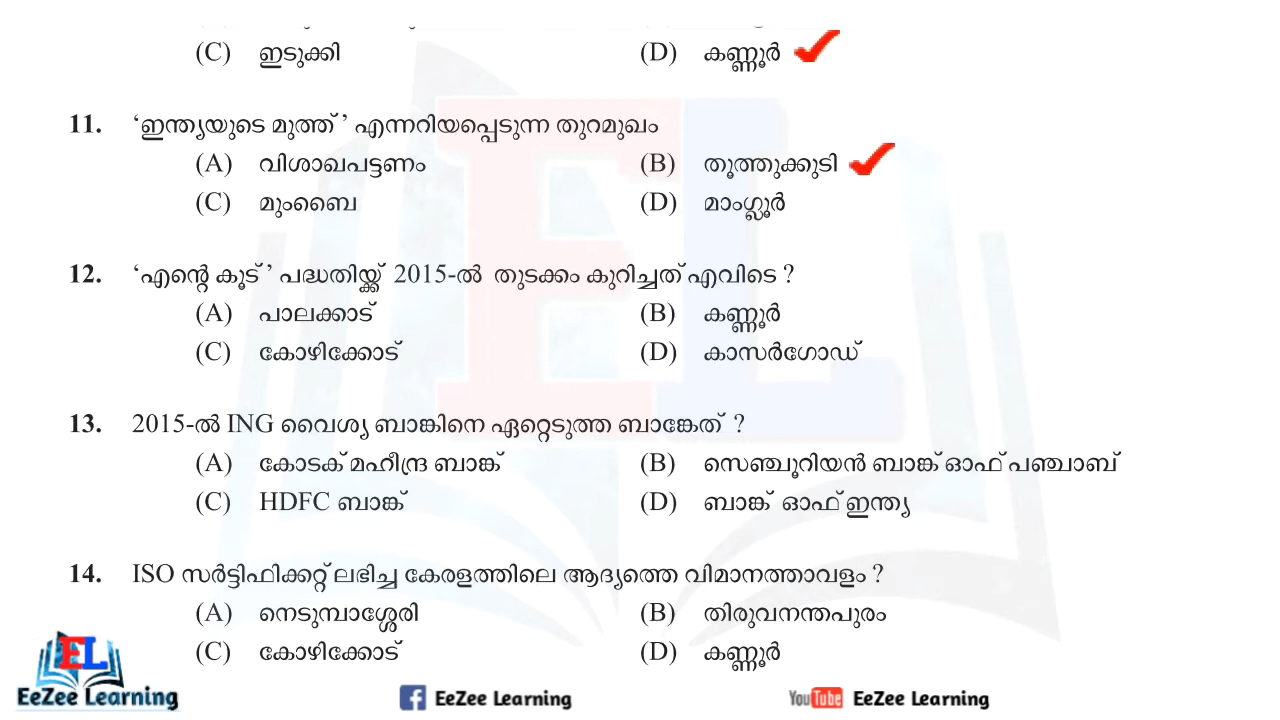 (C) ഇടുക്കി (D) കണ്ണൂർ
11. ‘ഇന്ത്യയുടെ മുത്ത്’ എന്നറിയപ്പെടുന്ന തുറമുഖം
(A) വിശാഖപട്ടണം (B) തൂത്തുക്കുടി
(C) മുംബൈ (D) മാംഗ്ലൂർ
12. ‘എന്റെ കൂട്’ പദ്ധതിയ്ക്ക് 2015-ൽ തുടക്കം കുറിച്ചത് എവിടെ ?
(A) പാലക്കാട് (B) കണ്ണൂർ
(C) കോഴിക്കോട് (D) കാസർഗോഡ്
13. 2015-ൽ ING വൈശ്യ ബാങ്കിനെ ഏറ്റെടുത്ത ബാങ്കേത് ?
(A) കോടക് മഹീന്ദ്ര ബാങ്ക് (B) സെഞ്ചൂറിയൻ ബാങ്ക് ഓഫ് പഞ്ചാബ്
(C) HDFC ബാങ്ക് (D) ബാങ്ക് ഓഫ് ഇന്ത്യ
14. ISO സർട്ടിഫിക്കറ്റ് ലഭിച്ച കേരളത്തിലെ ആദ്യത്തെ വിമാനത്താവളം ?
(A) നെടുമ്പാശ്ശേരി (B) തിരുവനന്തപുരം
(C) കോഴിക്കോട് (D) കണ്ണൂർ
EL
EeZee Learning
EeZee Learning
YouTube EeZee Learning